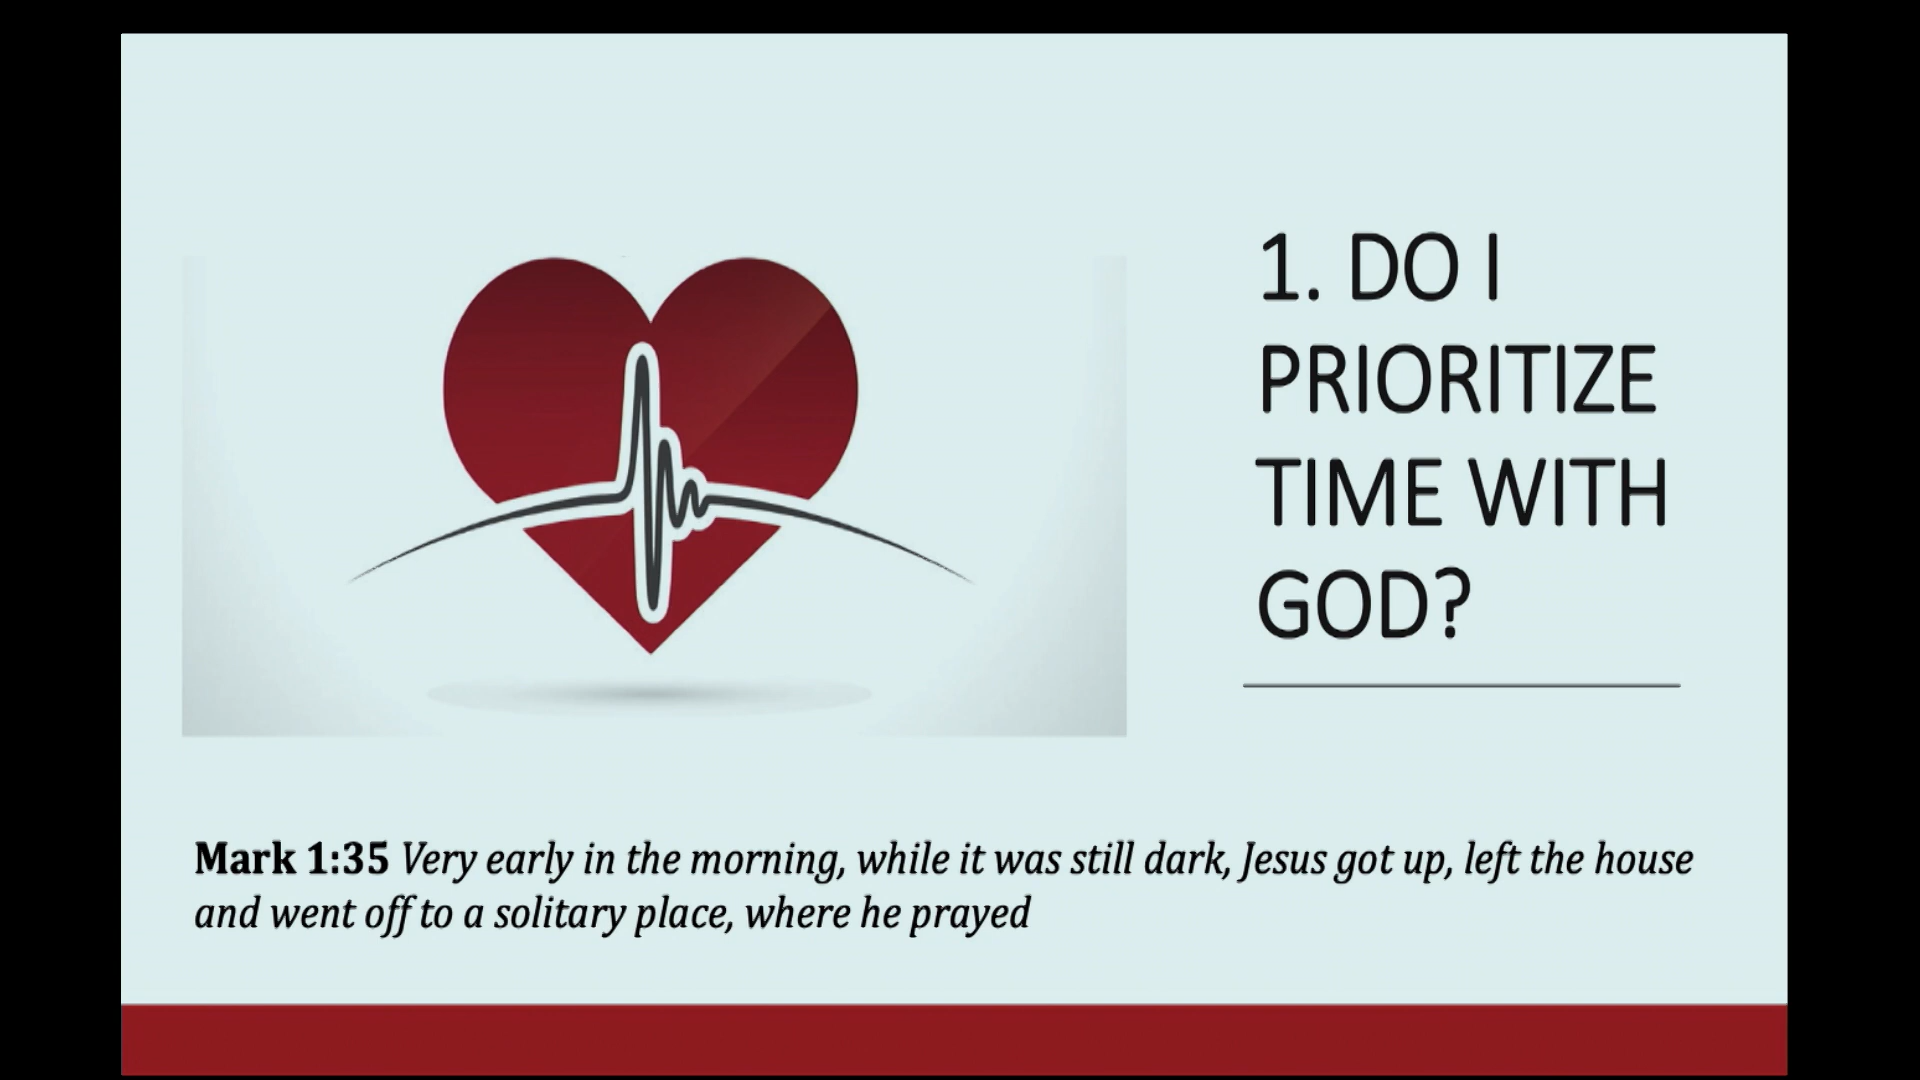 1. DO I
PRIORITIZE
TIME WITH
GOD?
Mark 1:35 Very early in the morning, while it was still dark, Jesus got up, left the house
and went off to a solitary place, where he prayed